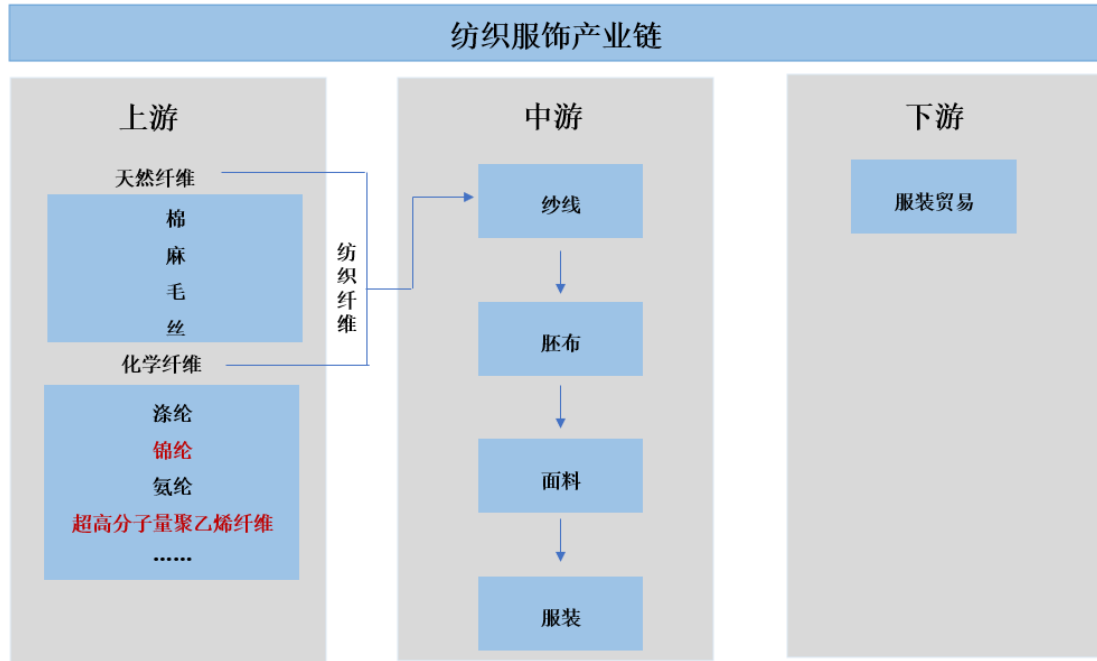 纺织服饰产业链
上游
天然纤维
棉
麻
毛
丝
化学纤维
涤纶
锦纶
氨纶
超高分子量聚乙烯纤维
......
纺织纤维
中游
纱线
胚布
面料
服装
下游
服装贸易